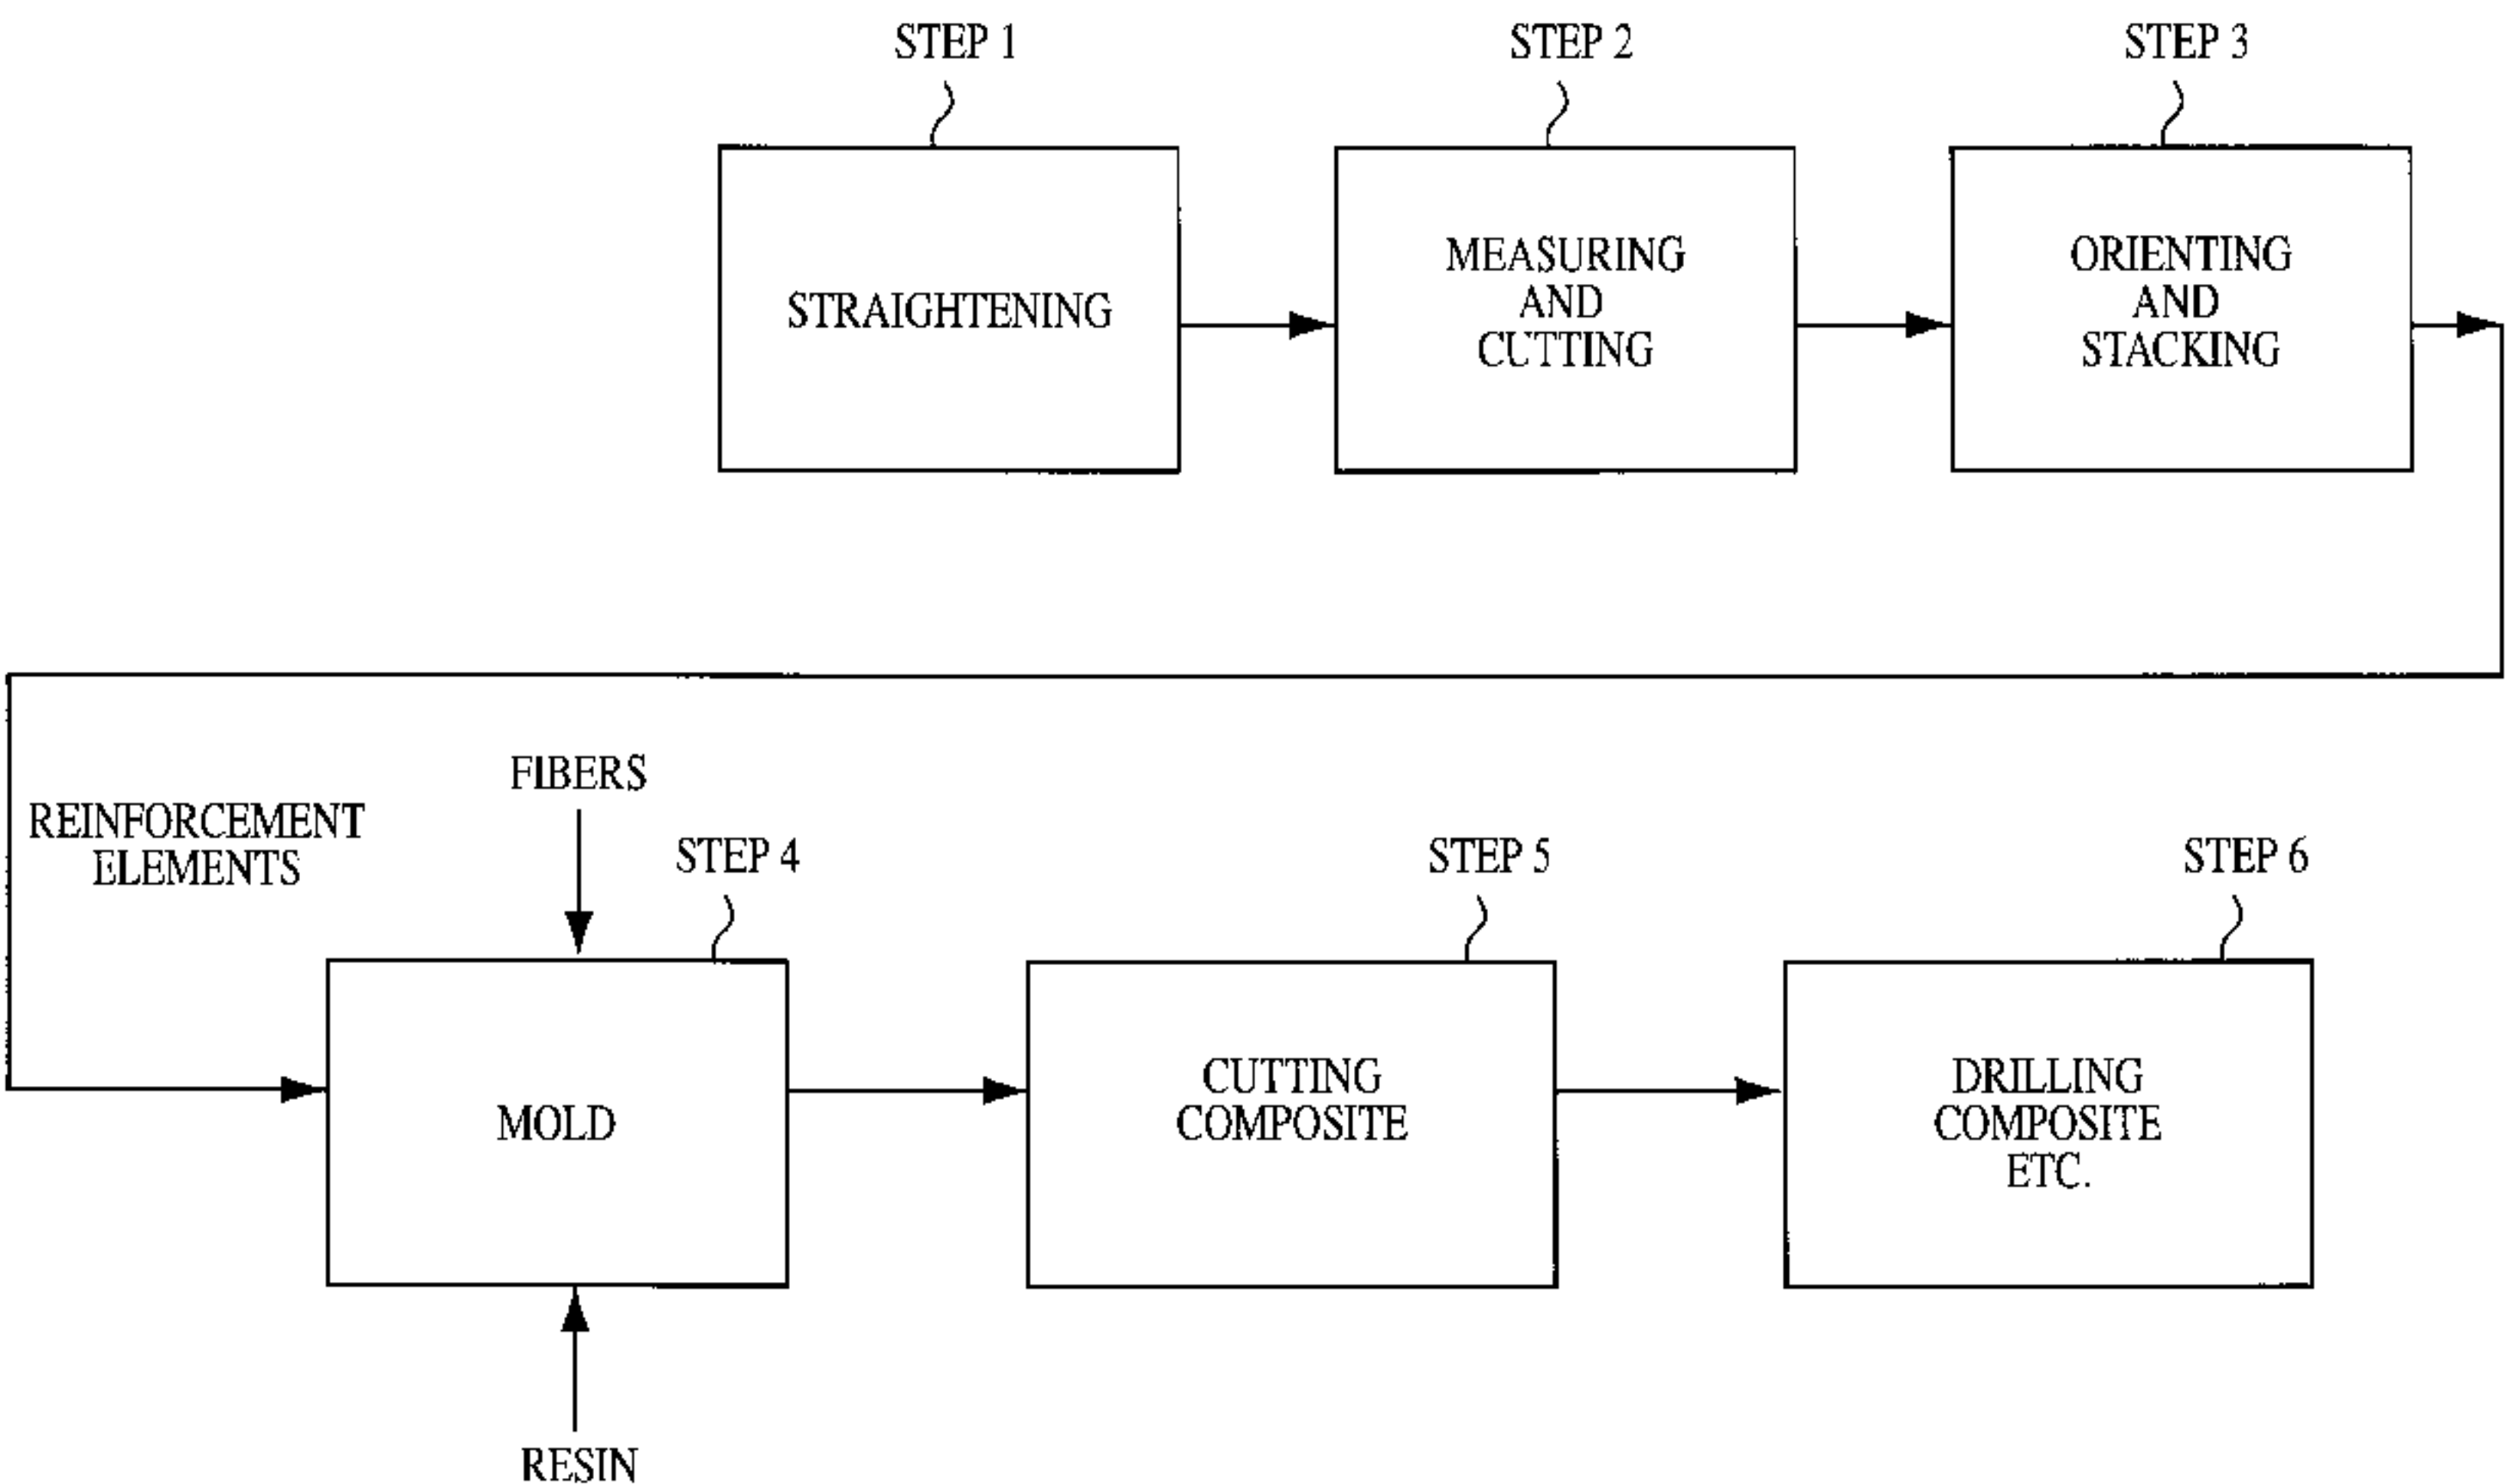 STEP 1
STEP 2
STEP 3
STRAIGHTENING
MEASURING
AND
CUTTING
ORIENTING
AND
STACKING
REINFORCEMENT
ELEMENTS
FIBERS
STEP 4
STEP 5
STEP 6
MOLD
CUTTING
COMPOSITE
DRILLING
COMPOSITE
ETC.
RESIN